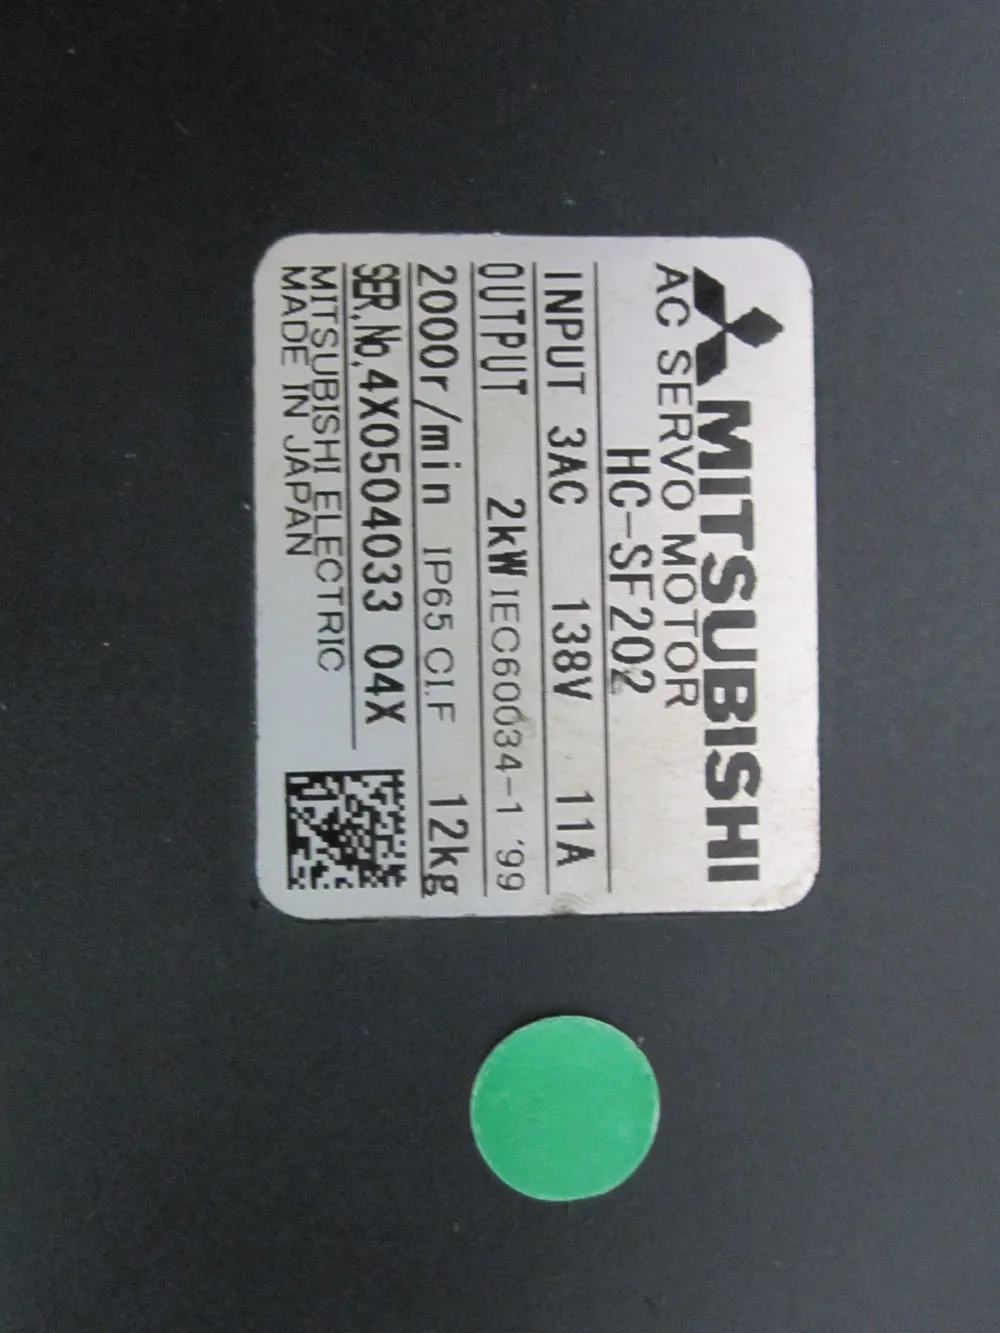 MITSUBISHI
AC SERVO MOTOR
HC-SF202
INPUT 3AC 138V 11A
OUTPUT 2kW IEC60034-1 '99
2000r/min IP65 CI.F 12kg
SER.No.4X0504033 04X
MITSUBISHI ELECTRIC
MADE IN JAPAN